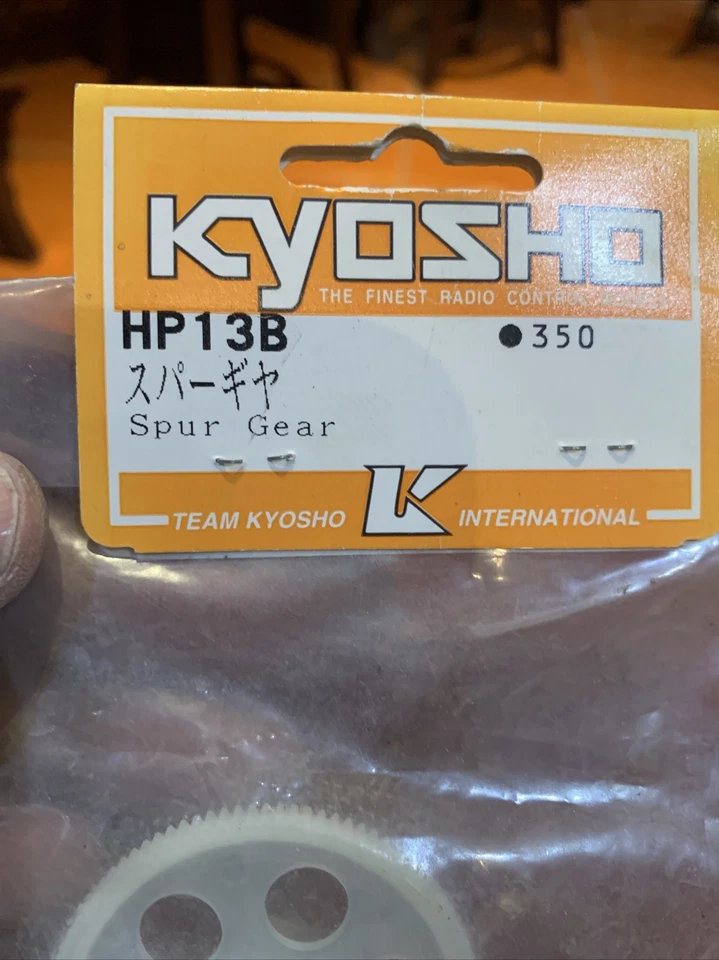 KYOSHO
THE FINEST RADIO CONTROL
HP13B ●350
スパーギヤ
Spur Gear
TEAM KYOSHO K INTERNATIONAL